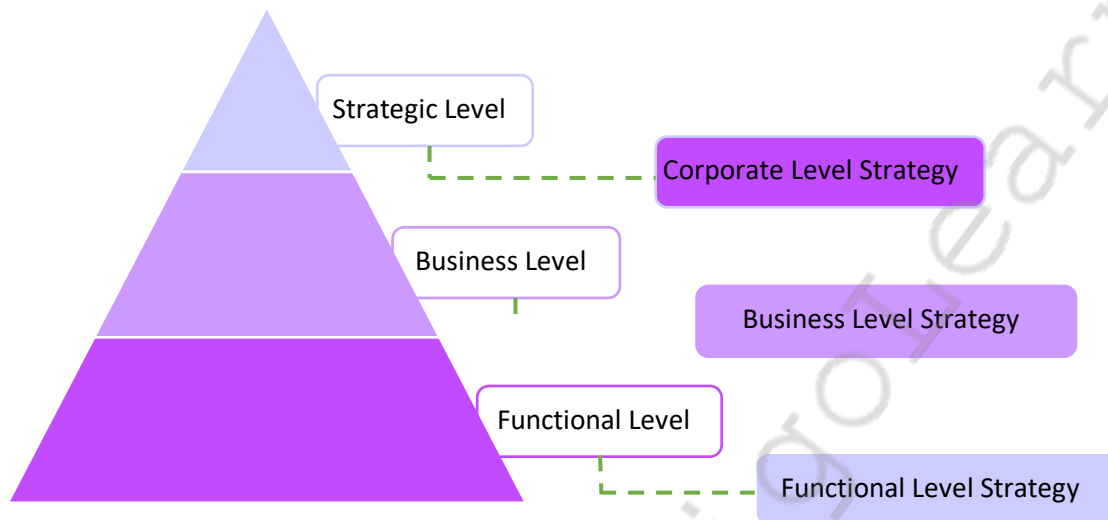 Strategic Level
Corporate Level Strategy
Business Level
Business Level Strategy
Functional Level
Functional Level Strategy